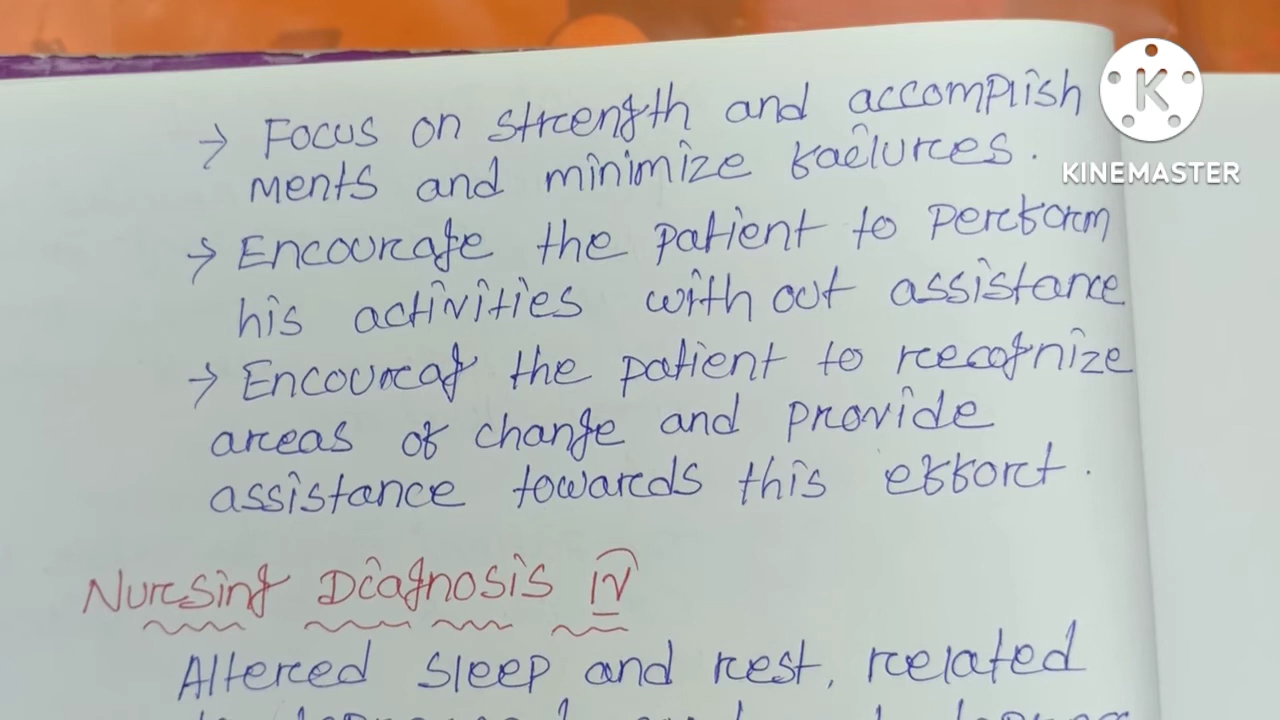 → Focus on strength and accomplish
ments and minimize failures.
→ Encourage the patient to perform
his activities with out assistance
→ Encourag the patient to recognize
areas of change and provide
assistance towards this effort.
Nursing Diagnosis IV
Altered sleep and rest, related
K
KINEMASTER